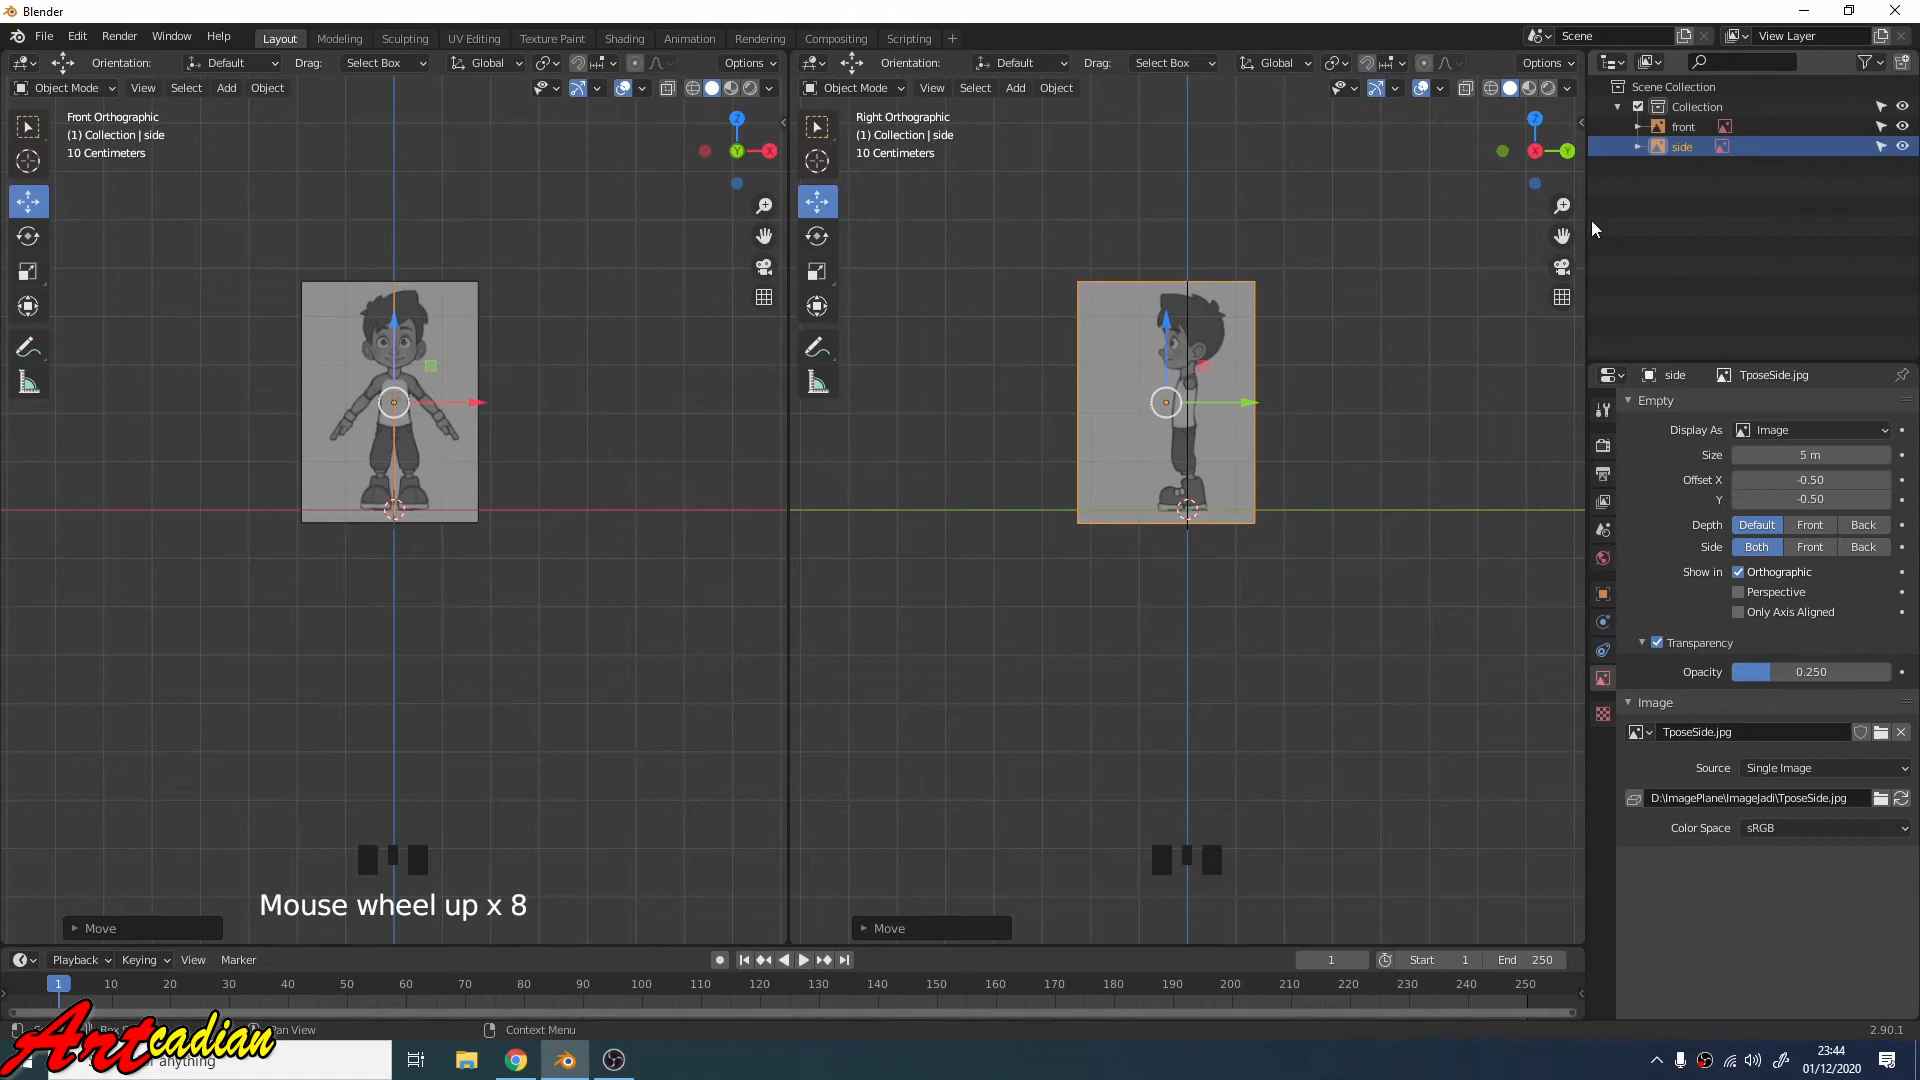 Blender
File Edit Render Window Help
Layout Modeling Sculpting UV Editing Texture Paint Shading Animation Rendering Compositing Scripting +
Scene
View Layer
Orientation: Default Drag: Select Box Global Options
Orientation: Default Drag: Select Box Global Options
Object Mode View Select Add Object
Object Mode View Select Add Object
Scene Collection
Collection
front
side
Front Orthographic
(1) Collection | side
10 Centimeters
Z
Y
X
Right Orthographic
(1) Collection | side
10 Centimeters
Z
X
Y
side TposeSide.jpg
Empty
Display As Image
Size 5 m
Offset X -0.50
Y -0.50
Depth Default Front Back
Side Both Front Back
Show in Orthographic
Perspective
Only Axis Aligned
Transparency
Opacity 0.250
Image
TposeSide.jpg
Source Single Image
D:\ImagePlane\ImageJadi\TposeSide.jpg
Color Space sRGB
Mouse wheel up x 8
Move
Move
Playback Keying View Marker
1 Start 1 End 250
1 10 20 30 40 50 60 70 80 90 100 110 120 130 140 150 160 170 180 190 200 210 220 230 240 250
Pan View
Context Menu
2.90.1
Artcadian
anything
23:44
01/12/2020